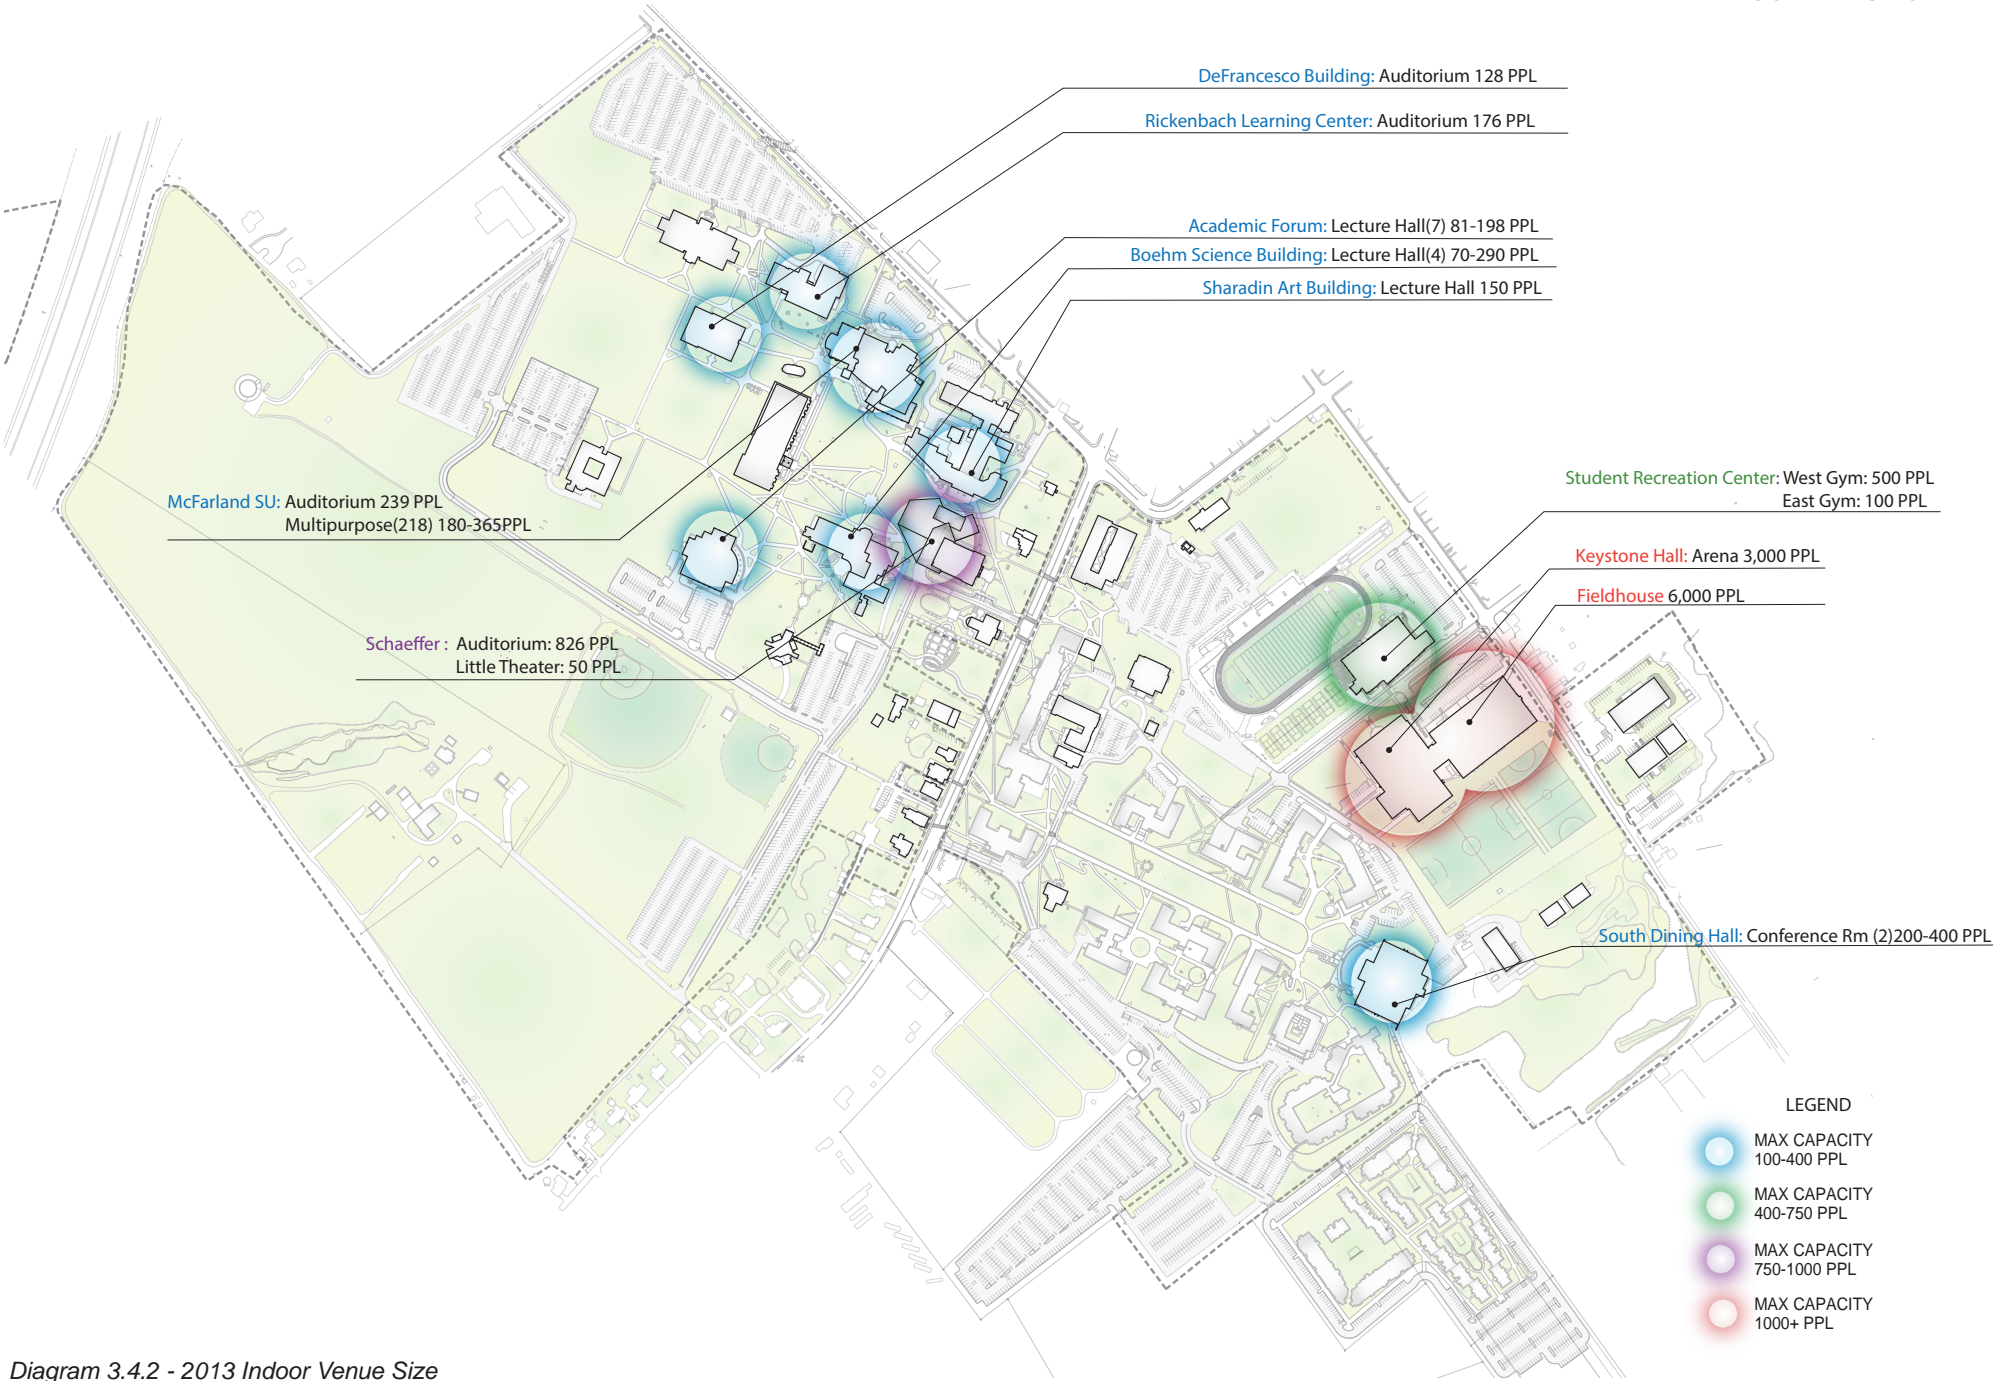 DeFrancesco Building: Auditorium 128 PPL
Rickenbach Learning Center: Auditorium 176 PPL
Academic Forum: Lecture Hall(7) 81-198 PPL
Boehm Science Building: Lecture Hall(4) 70-290 PPL
Sharadin Art Building: Lecture Hall 150 PPL
McFarland SU: Auditorium 239 PPL
Multipurpose(218) 180-365PPL
Schaeffer : Auditorium: 826 PPL
Little Theater: 50 PPL
Student Recreation Center: West Gym: 500 PPL
East Gym: 100 PPL
Keystone Hall: Arena 3,000 PPL
Fieldhouse 6,000 PPL
South Dining Hall: Conference Rm (2)200-400 PPL
LEGEND
MAX CAPACITY
100-400 PPL
MAX CAPACITY
400-750 PPL
MAX CAPACITY
750-1000 PPL
MAX CAPACITY
1000+ PPL
Diagram 3.4.2 - 2013 Indoor Venue Size